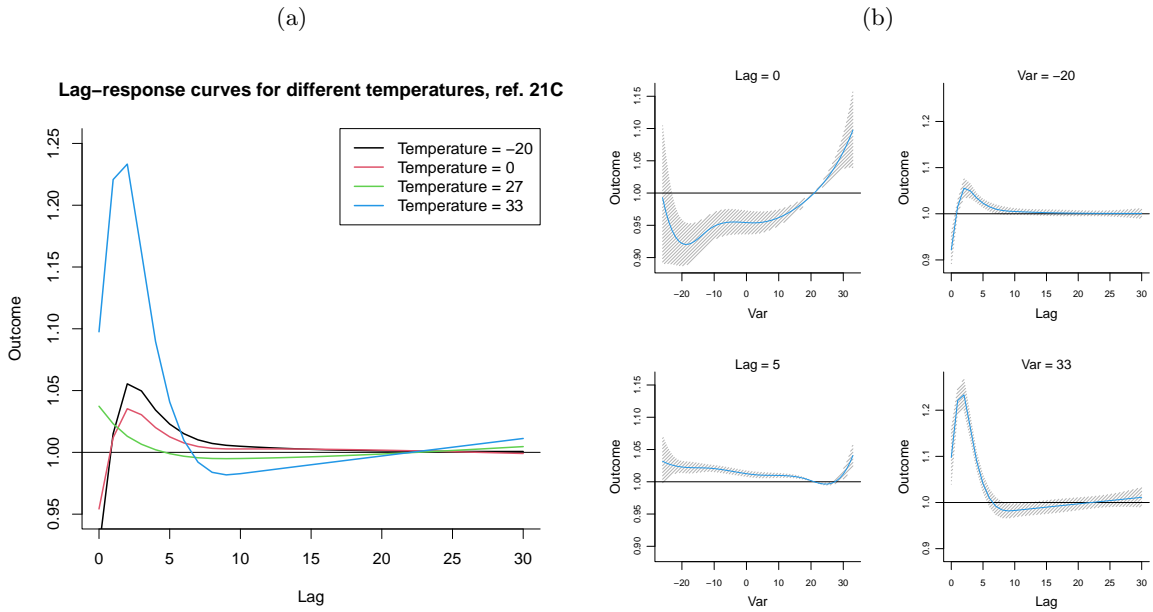 (a)
Lag−response curves for different temperatures, ref. 21C
Temperature = −20
Temperature = 0
Temperature = 27
Temperature = 33
Outcome
0.95
1.00
1.05
1.10
1.15
1.20
1.25
0 5 10 15 20 25 30
Lag
(b)
Lag = 0
Outcome
0.90
0.95
1.00
1.05
1.10
1.15
−20 −10 0 10 20 30
Var
Var = −20
Outcome
0.9
1.0
1.1
1.2
0 5 10 15 20 25 30
Lag
Lag = 5
Outcome
0.90
0.95
1.00
1.05
1.10
1.15
−20 −10 0 10 20 30
Var
Var = 33
Outcome
0.9
1.0
1.1
1.2
0 5 10 15 20 25 30
Lag